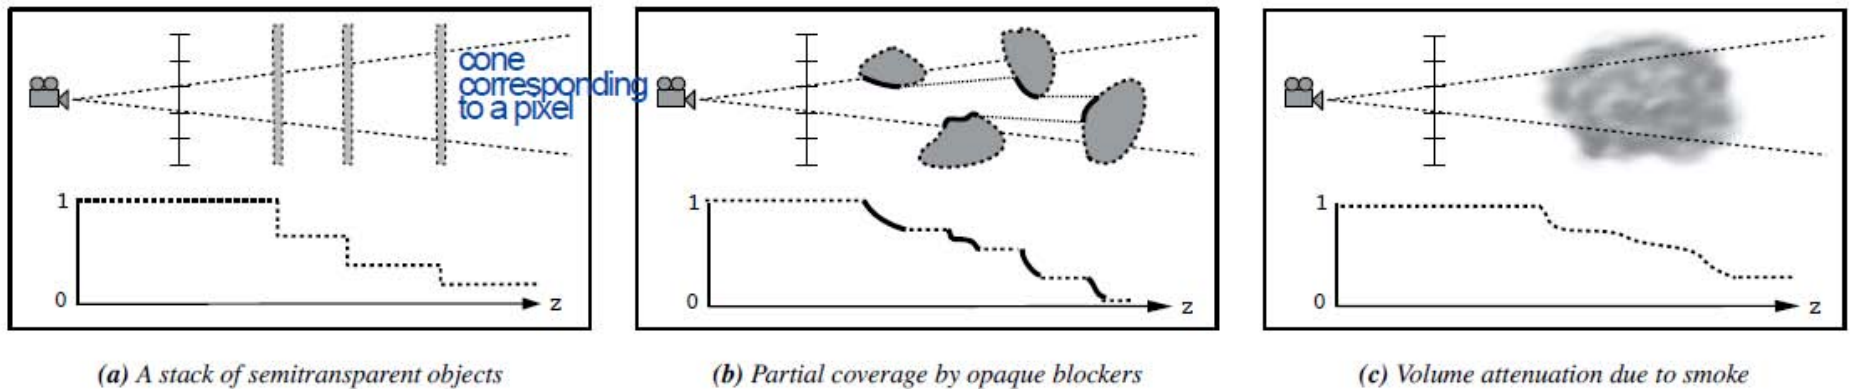 cone
corresponding
to a pixel
1
0
z
1
0
z
1
0
z
(a) A stack of semitransparent objects
(b) Partial coverage by opaque blockers
(c) Volume attenuation due to smoke